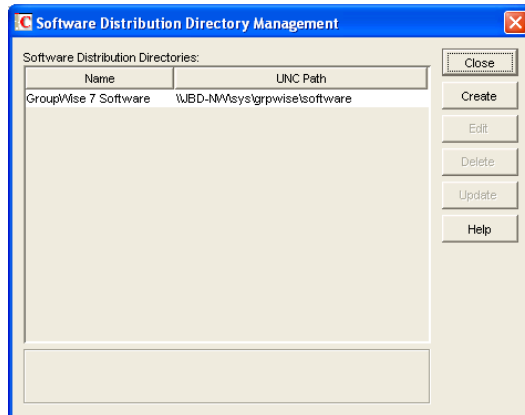 Software Distribution Directory Management
Software Distribution Directories:
Name UNC Path
GroupWise 7 Software \\JBD-NW\sys\grpwise\software
Close
Create
Edit
Delete
Update
Help